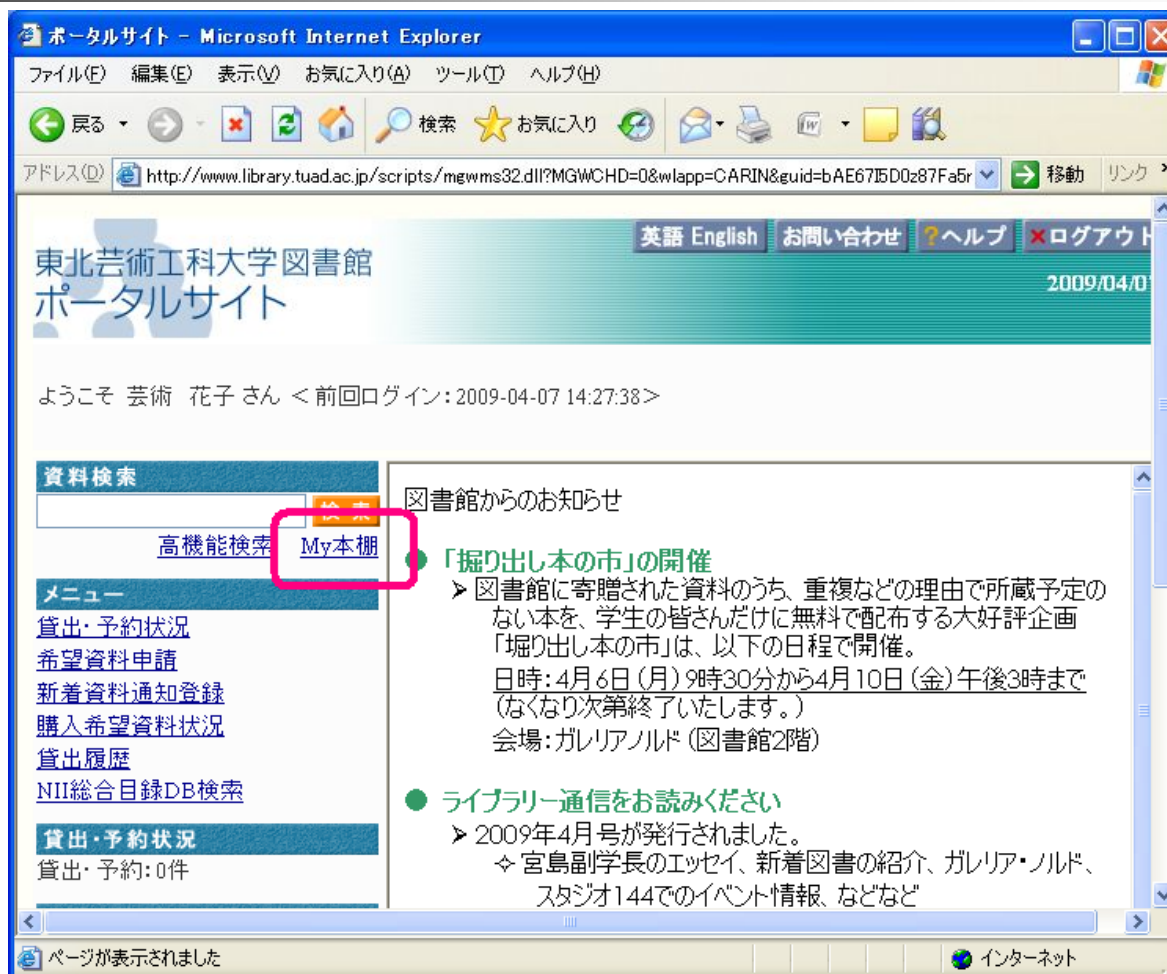 ポータルサイト - Microsoft Internet Explorer
ファイル(F) 編集(E) 表示(V) お気に入り(A) ツール(T) ヘルプ(H)
戻る 検索 お気に入り
アドレス(D) http://www.library.tuad.ac.jp/scripts/mgwms32.dll?MGWCHD=0&wlapp=CARIN&guid=bAE67I5D0z87Fa5r 移動 リンク
英語 English お問い合わせ ?ヘルプ ×ログアウト
東北芸術工科大学図書館
ポータルサイト
2009/04/0
ようこそ 芸術 花子 さん <前回ログイン:2009-04-07 14:27:38>
資料検索
検 索
高機能検索 My本棚
メニュー
貸出・予約状況
希望資料申請
新着資料通知登録
購入希望資料状況
貸出履歴
NII総合目録DB検索
貸出・予約状況
貸出・予約:0件
図書館からのお知らせ
● 「掘り出し本の市」の開催
➢ 図書館に寄贈された資料のうち、重複などの理由で所蔵予定の
ない本を、学生の皆さんだけに無料で配布する大好評企画
「堀り出し本の市」は、以下の日程で開催。
日時:4月6日(月)9時30分から4月10日(金)午後3時まで
(なくなり次第終了いたします。)
会場:ガレリアノルド(図書館2階)
● ライブラリー通信をお読みください
➢ 2009年4月号が発行されました。
✧ 宮島副学長のエッセイ、新着図書の紹介、ガレリア・ノルド、
スタジオ144でのイベント情報、などなど
ページが表示されました インターネット